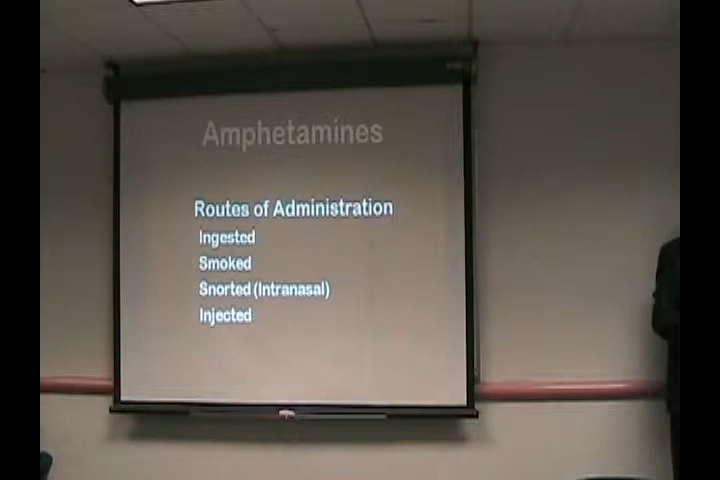 Amphetamines
Routes of Administration
Ingested
Smoked
Snorted (Intranasal)
Injected